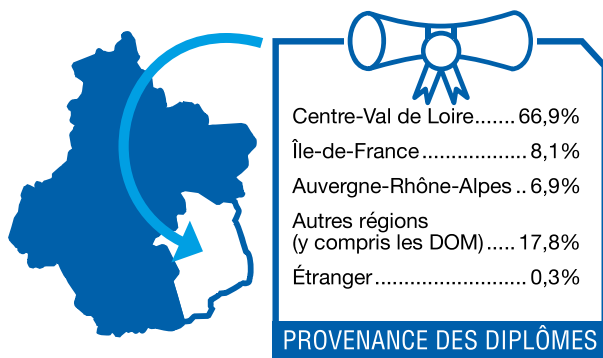 Centre-Val de Loire....... 66,9%
Île-de-France.................. 8,1%
Auvergne-Rhône-Alpes .. 6,9%
Autres régions
(y compris les DOM)..... 17,8%
Étranger.......................... 0,3%
PROVENANCE DES DIPLÔMES